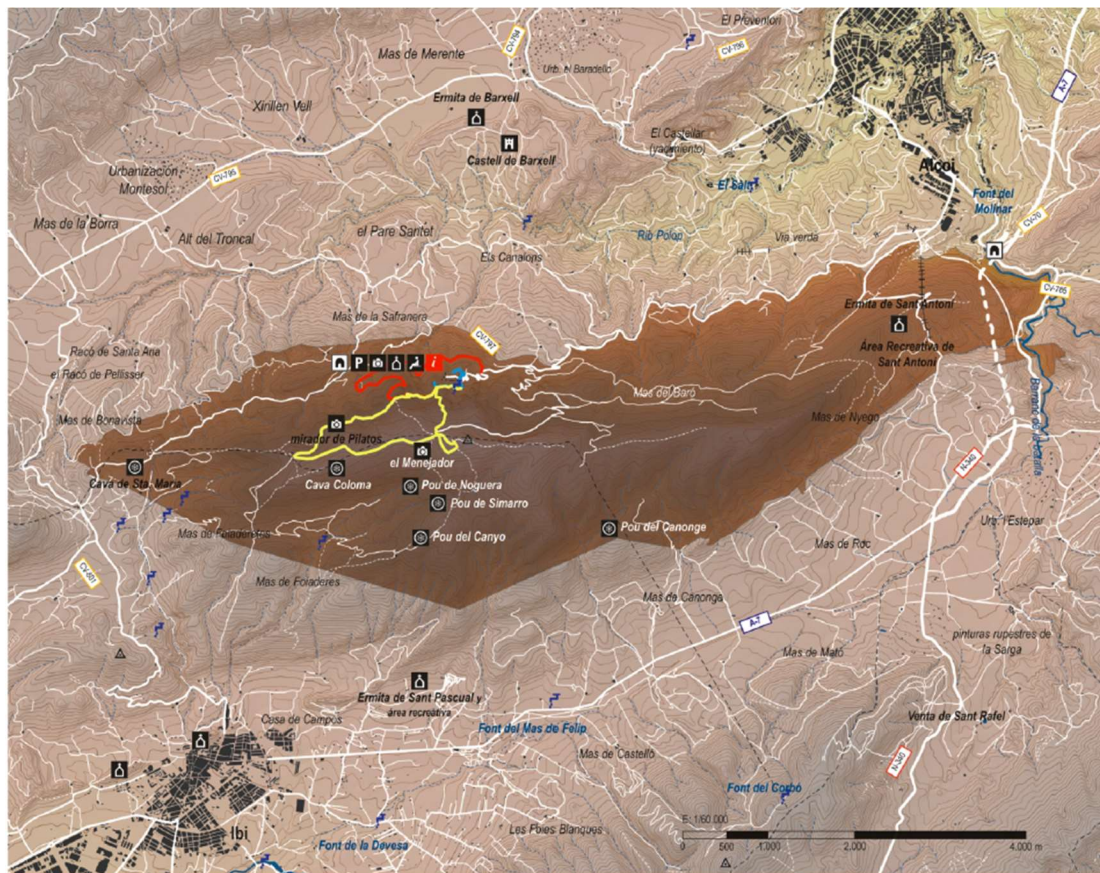 El Preventori
CV-794
CV-796
Mas de Merente
Urb. el Baradello
A-7
Ermita de Barxell
Xirillen Vell
El Castellar
(yacimiento)
Castell de Barxell
Alcoi
Urbanización
Montesol
CV-795
El Salt
Font del
Molinar
Mas de la Borra
Alt del Troncal
el Pare Santet
Rib Polop
Via verda
CV-70
Els Canalons
CV-785
Ermita de Sant Antoni
Mas de la Safranera
CV-797
Racó de Santa Ana
Área Recreativa de
Sant Antoni
P
i
el Racó de Pellisser
Mas del Baró
Mas de Bonavista
Mas de Nyego
mirador de Pilatos
el Menejador
N-340
Cava de Sta. Maria
Cava Coloma
Pou de Noguera
Pou de Simarro
Urb. l'Estepar
Mas de Foiaderetes
Pou del Canyo
Pou del Canonge
Mas de Roc
CV-801
Mas de Foiaderes
Mas de Canonge
A-7
pinturas rupestres de
la Sarga
Mas de Mató
Ermita de Sant Pascual y
área recreativa
Casa de Campos
Font del Mas de Felip
Venta de Sant Rafel
Mas de Castelló
N-340
Font del Corbó
Ibi
Les Foies Blanques
E: 1/60.000
Font de la Devesa
0 500 1.000 2.000 4.000 m